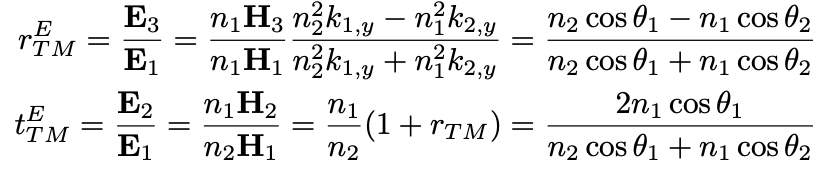 r_{TM}^{E} = \frac{\mathbf{E}_3}{\mathbf{E}_1} = \frac{n_1 \mathbf{H}_3}{n_1 \mathbf{H}_1} \frac{n_2^2 k_{1,y} - n_1^2 k_{2,y}}{n_2^2 k_{1,y} + n_1^2 k_{2,y}} = \frac{n_2 \cos\theta_1 - n_1 \cos\theta_2}{n_2 \cos\theta_1 + n_1 \cos\theta_2}
t_{TM}^{E} = \frac{\mathbf{E}_2}{\mathbf{E}_1} = \frac{n_1 \mathbf{H}_2}{n_2 \mathbf{H}_1} = \frac{n_1}{n_2}(1 + r_{TM}) = \frac{2 n_1 \cos\theta_1}{n_2 \cos\theta_1 + n_1 \cos\theta_2}